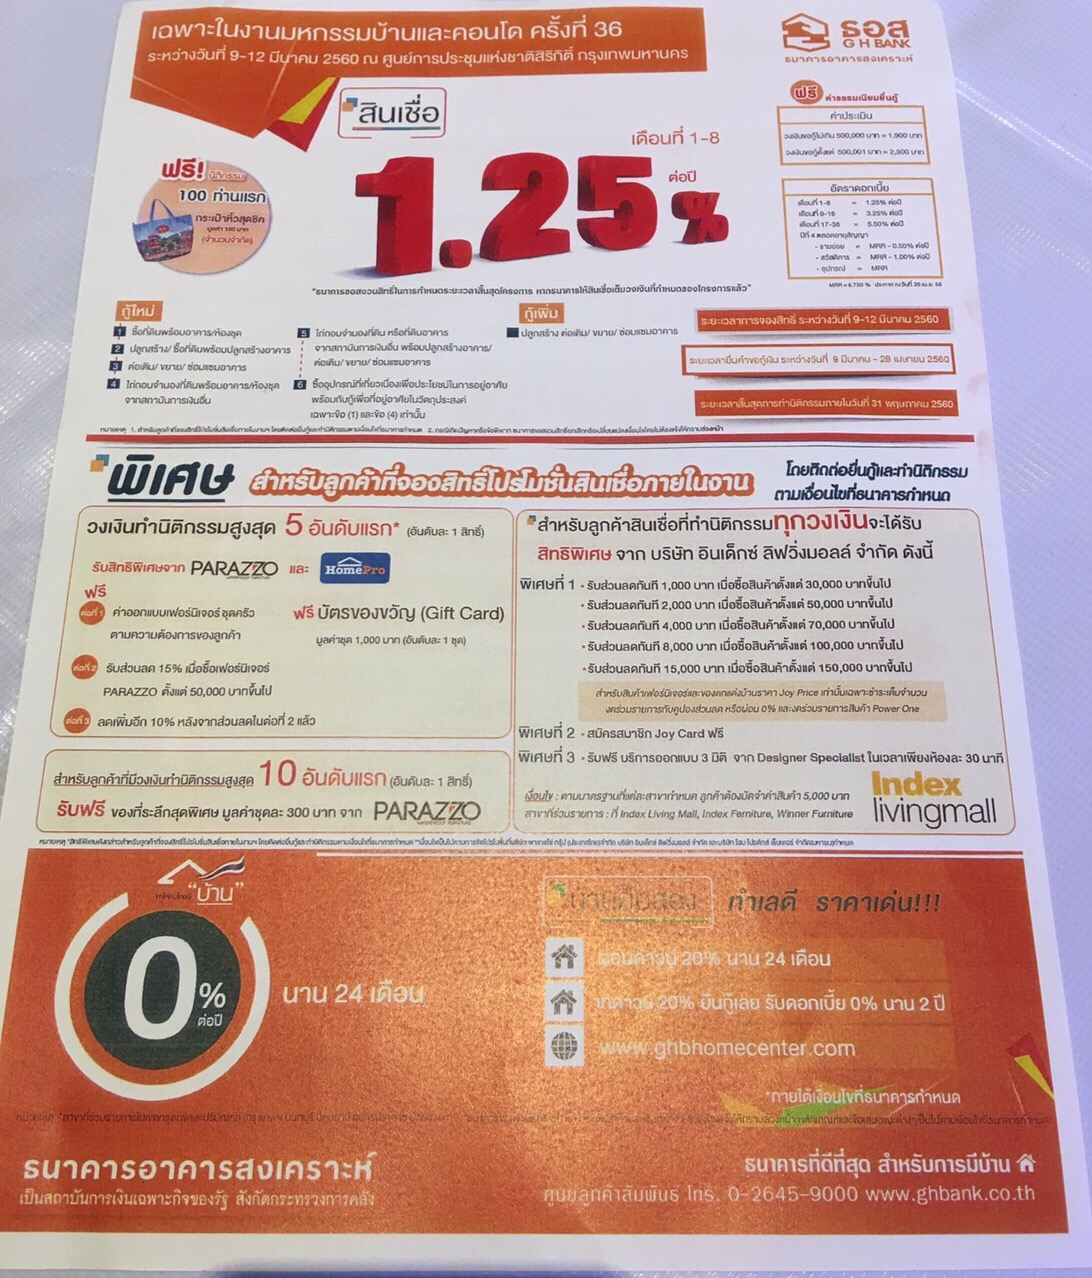 เฉพาะในงานมหกรรมบ้านและคอนโด ครั้งที่ 36
ระหว่างวันที่ 9-12 มีนาคม 2560 ณ ศูนย์การประชุมแห่งชาติสิริกิติ์ กรุงเทพมหานคร
ธอส
G H BANK
ธนาคารอาคารสงเคราะห์
สินเชื่อ
เดือนที่ 1-8
1.25%
ต่อปี
ฟรี!
นิติกรรม
100 ท่านแรก
กระเป๋าหิ้วสุดชิค
มูลค่า 100 บาท
(จำนวนจำกัด)
ฟรี ค่าธรรมเนียมยื่นกู้
ค่าประเมิน
วงเงินขอกู้ไม่เกิน 500,000 บาท = 1,900 บาท
วงเงินขอกู้ตั้งแต่ 500,001 บาท = 2,300 บาท
อัตราดอกเบี้ย
เดือนที่ 1-8 = 1.25% ต่อปี
เดือนที่ 9-16 = 3.25% ต่อปี
เดือนที่ 17-36 = 5.50% ต่อปี
ปีที่ 4 ตลอดอายุสัญญา
- รายย่อย = MRR - 0.50% ต่อปี
- สวัสดิการ = MRR - 1.00% ต่อปี
- อุปกรณ์ = MRR
MRR = 6.750 % ประกาศ ณ วันที่ 26 เม.ย. 59
"ธนาคารขอสงวนสิทธิในการกำหนดระยะเวลาสิ้นสุดโครงการ หากธนาคารให้สินเชื่อเต็มวงเงินที่กำหนดของโครงการแล้ว"
กู้ใหม่
1 ซื้อที่ดินพร้อมอาคาร/ห้องชุด
2 ปลูกสร้าง/ ซื้อที่ดินพร้อมปลูกสร้างอาคาร
3 ต่อเติม/ ขยาย/ ซ่อมแซมอาคาร
4 ไถ่ถอนจำนองที่ดินพร้อมอาคาร/ห้องชุด
จากสถาบันการเงินอื่น
5 ไถ่ถอนจำนองที่ดิน หรือที่ดินอาคาร
จากสถาบันการเงินอื่น พร้อมปลูกสร้างอาคาร/
ต่อเติม/ ขยาย/ ซ่อมแซมอาคาร
6 ซื้ออุปกรณ์ที่เกี่ยวเนื่องเพื่อประโยชน์ในการอยู่อาศัย
พร้อมกับกู้เพื่อที่อยู่อาศัยในวัตถุประสงค์
เฉพาะข้อ (1) และข้อ (4) เท่านั้น
กู้เพิ่ม
ปลูกสร้าง ต่อเติม/ ขยาย/ ซ่อมแซมอาคาร
ระยะเวลาการจองสิทธิ์ ระหว่างวันที่ 9-12 มีนาคม 2560
ระยะเวลายื่นคำขอกู้เงิน ระหว่างวันที่ 9 มีนาคม - 28 เมษายน 2560
ระยะเวลาสิ้นสุดการทำนิติกรรมภายในวันที่ 31 พฤษภาคม 2560
พิเศษ สำหรับลูกค้าที่จองสิทธิ์โปรโมชั่นสินเชื่อภายในงาน
โดยติดต่อยื่นกู้และทำนิติกรรม
ตามเงื่อนไขที่ธนาคารกำหนด
วงเงินทำนิติกรรมสูงสุด 5 อันดับแรก* (อันดับละ 1 สิทธิ์)
รับสิทธิพิเศษจาก PARAZZO และ HomePro
ฟรี
ต่อที่ 1 ค่าออกแบบเฟอร์นิเจอร์ ชุดครัว
ตามความต้องการของลูกค้า
ฟรี บัตรของขวัญ (Gift Card)
มูลค่าชุด 1,000 บาท (อันดับละ 1 ชุด)
ต่อที่ 2 รับส่วนลด 15% เมื่อซื้อเฟอร์นิเจอร์
PARAZZO ตั้งแต่ 50,000 บาทขึ้นไป
ต่อที่ 3 ลดเพิ่มอีก 10% หลังจากส่วนลดในต่อที่ 2 แล้ว
สำหรับลูกค้าที่มีวงเงินทำนิติกรรมสูงสุด 10 อันดับแรก (อันดับละ 1 สิทธิ์)
รับฟรี ของที่ระลึกสุดพิเศษ มูลค่าชุดละ 300 บาท จาก PARAZZO
สำหรับลูกค้าสินเชื่อที่ทำนิติกรรมทุกวงเงินจะได้รับ
สิทธิพิเศษ จาก บริษัท อินเด็กซ์ ลิฟวิ่งมอลล์ จำกัด ดังนี้
พิเศษที่ 1 • รับส่วนลดทันที 1,000 บาท เมื่อซื้อสินค้าตั้งแต่ 30,000 บาทขึ้นไป
• รับส่วนลดทันที 2,000 บาท เมื่อซื้อสินค้าตั้งแต่ 50,000 บาทขึ้นไป
• รับส่วนลดทันที 4,000 บาท เมื่อซื้อสินค้าตั้งแต่ 70,000 บาทขึ้นไป
• รับส่วนลดทันที 8,000 บาท เมื่อซื้อสินค้าตั้งแต่ 100,000 บาทขึ้นไป
• รับส่วนลดทันที 15,000 บาท เมื่อซื้อสินค้าตั้งแต่ 150,000 บาทขึ้นไป
สำหรับสินค้าเฟอร์นิเจอร์และของตกแต่งบ้านราคา Joy Price เท่านั้นเฉพาะชำระเต็มจำนวน
งดร่วมรายการกับคูปองส่วนลด หรือผ่อน 0% และงดร่วมรายการสินค้า Power One
พิเศษที่ 2 • สมัครสมาชิก Joy Card ฟรี
พิเศษที่ 3 • รับฟรี บริการออกแบบ 3 มิติ จาก Designer Specialist ในเวลาเพียงห้องละ 30 นาที
เงื่อนไข : ตามมาตรฐานที่แต่ละสาขากำหนด ลูกค้าต้องมัดจำค่าสินค้า 5,000 บาท
สาขาที่ร่วมรายการ : ที่ Index Living Mall, Index Ferniture, Winner Furniture
Index
livingmall
"บ้าน"
0%
ต่อปี
นาน 24 เดือน
บ้านมือสอง ทำเลดี ราคาเด่น!!!
ผ่อนดาวน์ 20% นาน 24 เดือน
เทดาวน์ 20% ยื่นกู้เลย รับดอกเบี้ย 0% นาน 2 ปี
www.ghbhomecenter.com
*ภายใต้เงื่อนไขที่ธนาคารกำหนด
ธนาคารอาคารสงเคราะห์
เป็นสถาบันการเงินเฉพาะกิจของรัฐ สังกัดกระทรวงการคลัง
ธนาคารที่ดีที่สุด สำหรับการมีบ้าน
ศูนย์ลูกค้าสัมพันธ์ โทร. 0-2645-9000 www.ghbank.co.th